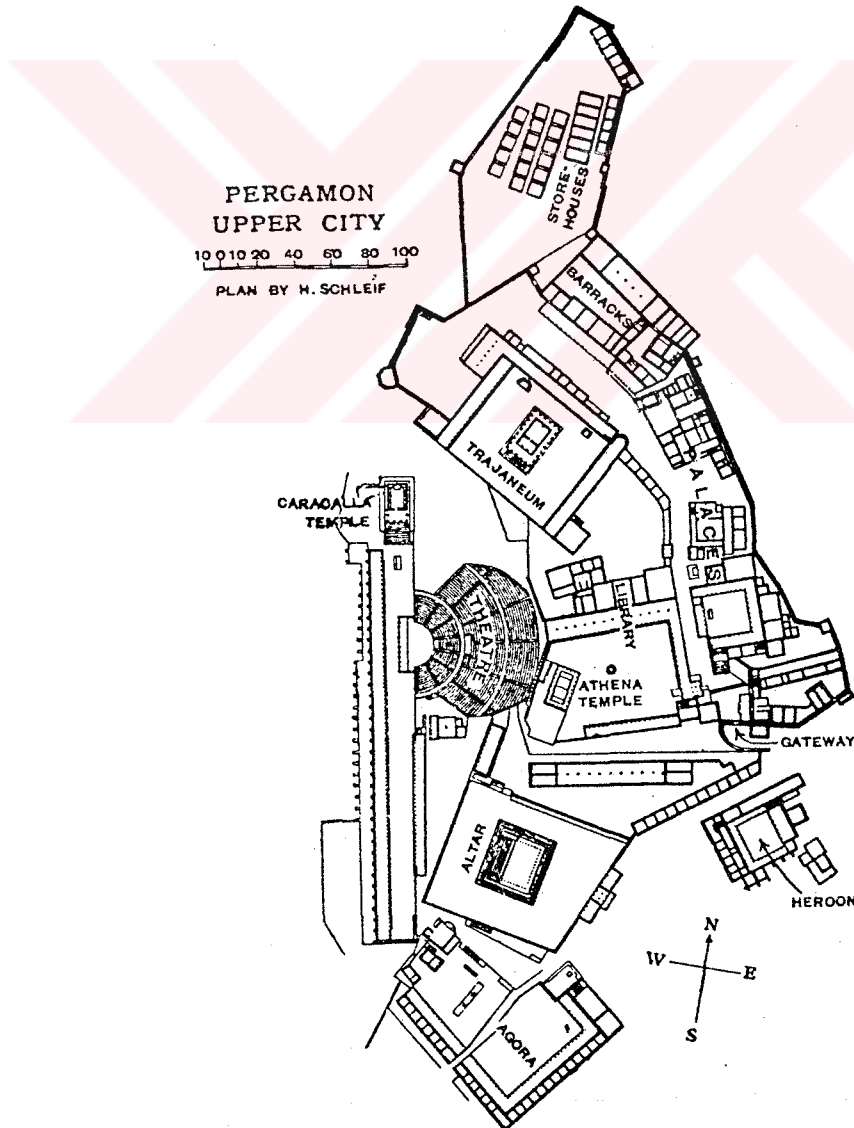 PERGAMON
UPPER CITY
10 0 10 20 40 60 80 100
PLAN BY H. SCHLEIF
STORE-
HOUSES
BARRACKS
TRAJANEUM
PALACES
CARACALLA
TEMPLE
THEATRE
LIBRARY
ATHENA
TEMPLE
GATEWAY
ALTAR
HEROON
N
W
E
S
AGORA